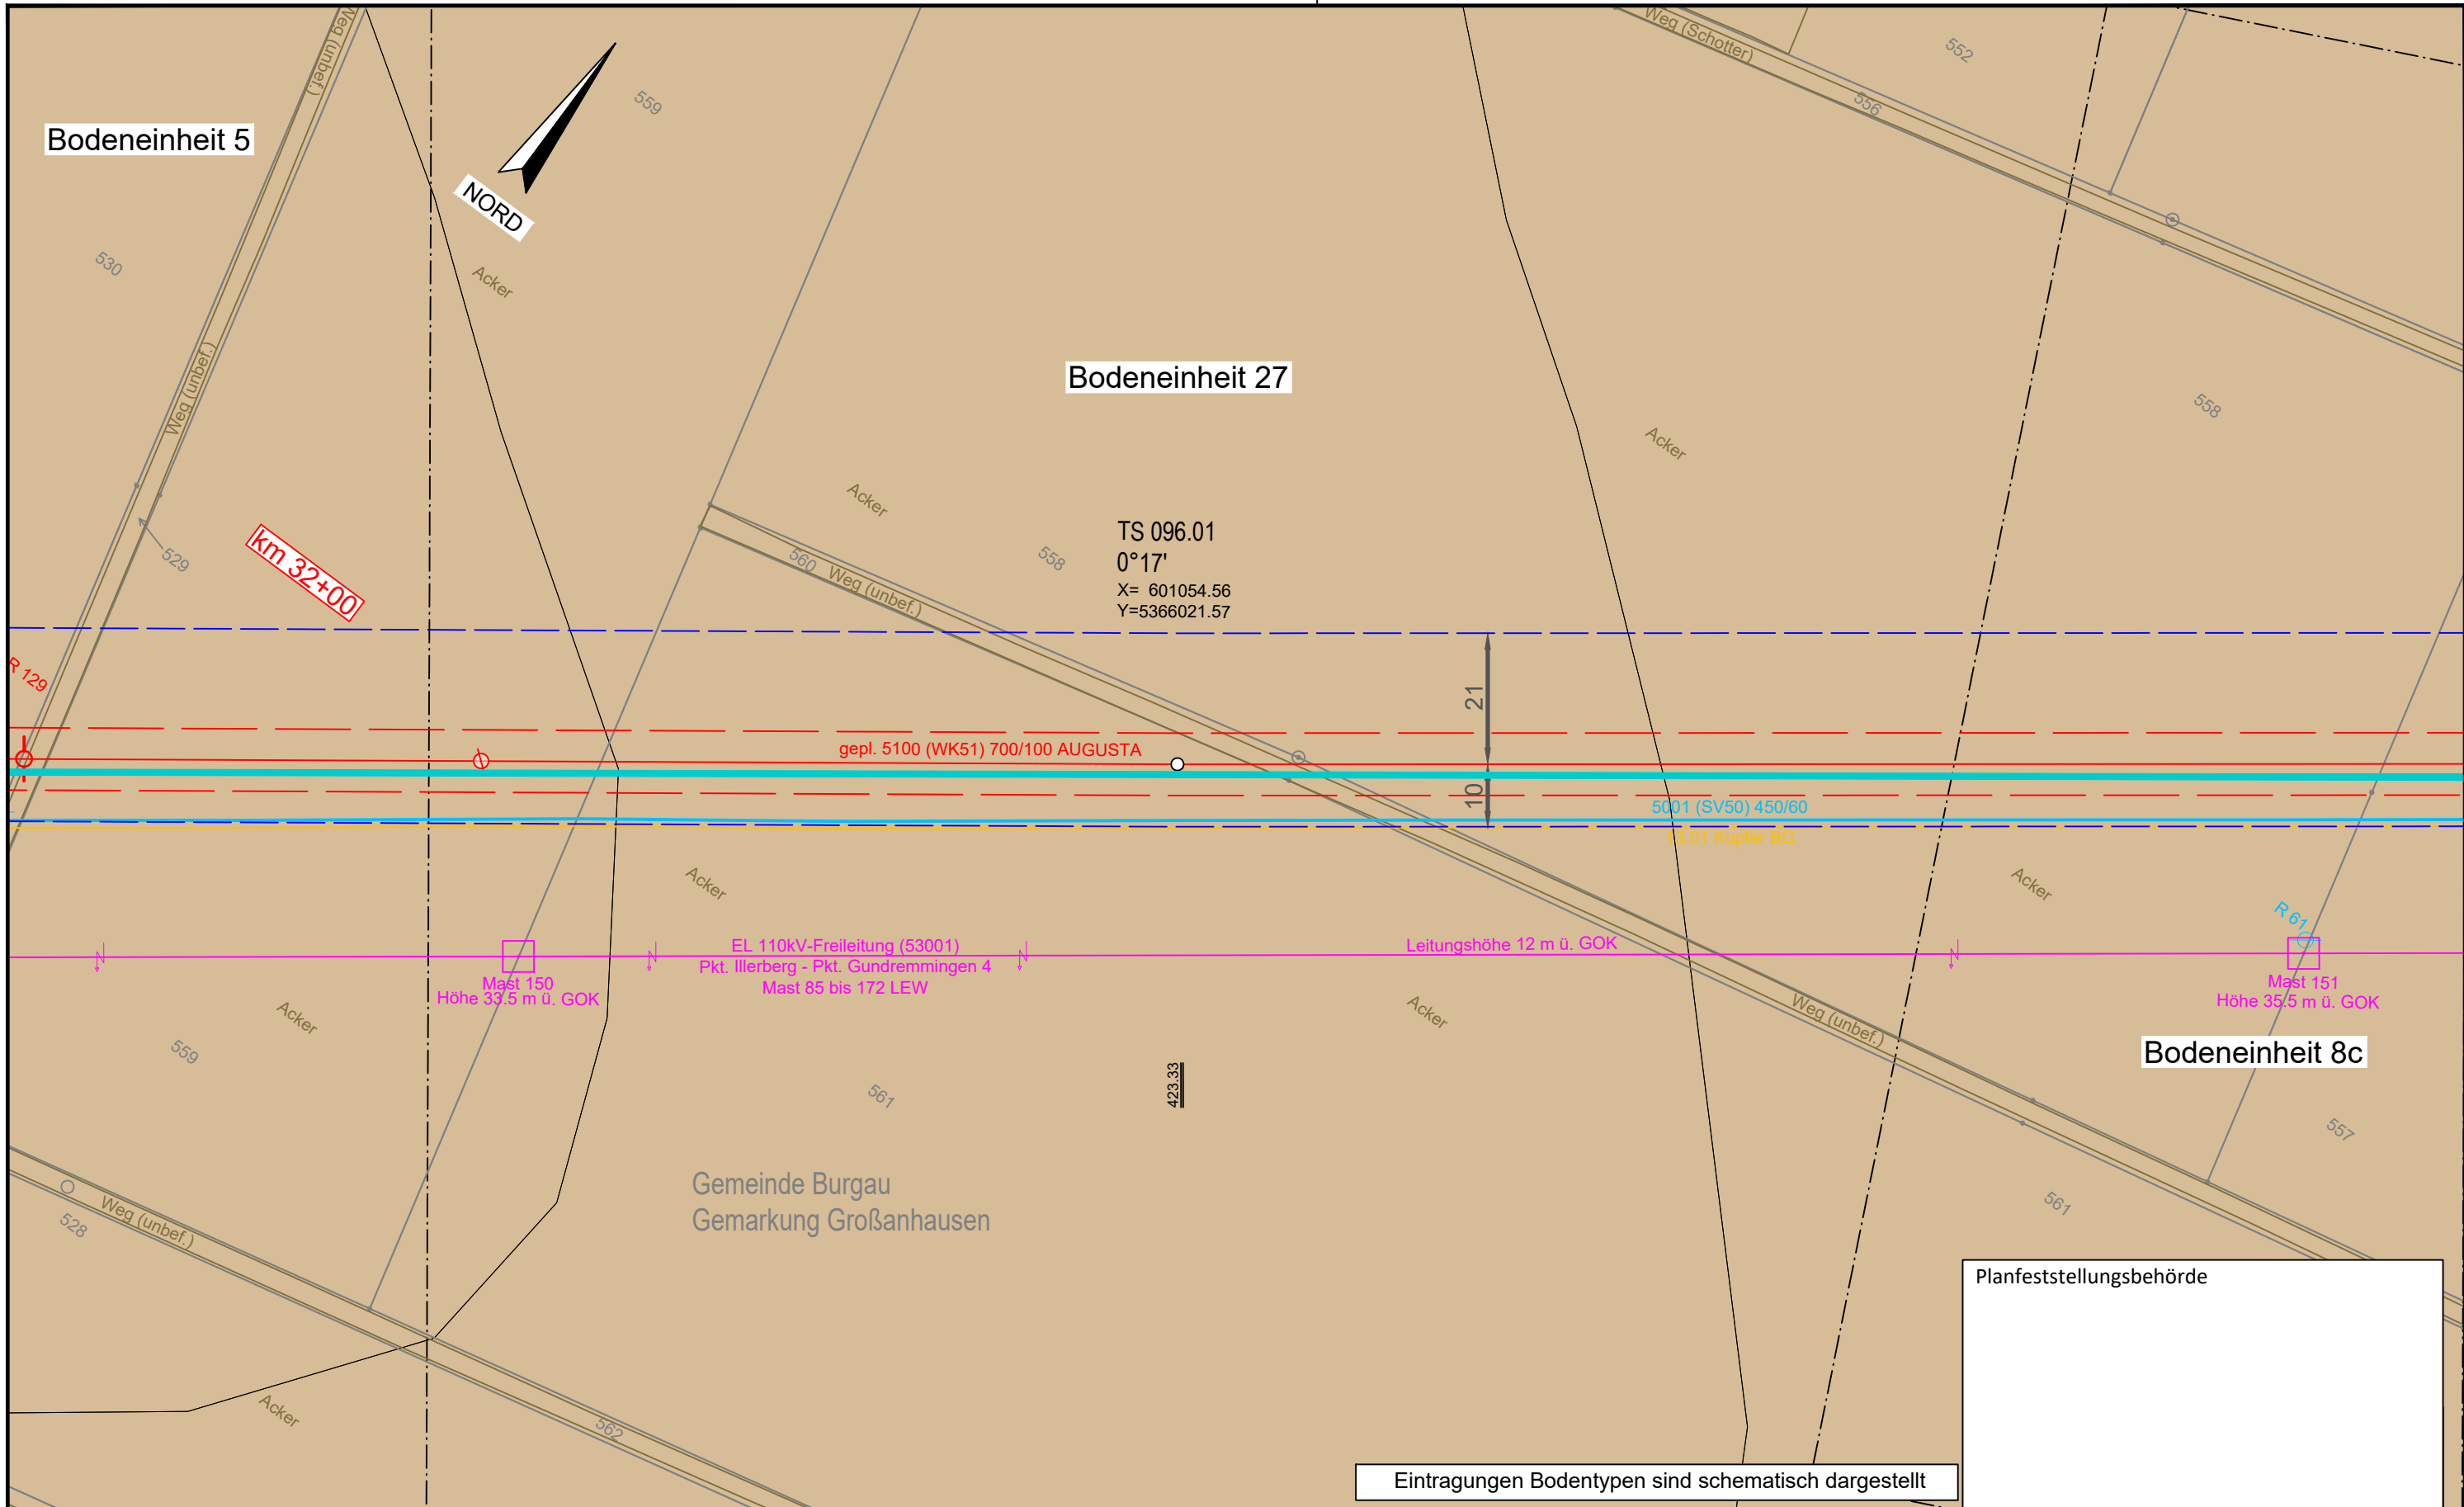 Weg (unbef.)
Weg (Schotter)
552
559
556
Bodeneinheit 5
NORD
530
Acker
Weg (unbef.)
Bodeneinheit 27
558
Acker
Acker
TS 096.01
0°17'
X= 601054.56
Y=5366021.57
529
km 32+00
560
Weg (unbef.)
558
R 129
21
gepl. 5100 (WK51) 700/100 AUGUSTA
10
5001 (SV50) 450/60
Kupfer BG
Acker
Acker
R 61
EL 110kV-Freileitung (53001)
Pkt. Illerberg - Pkt. Gundremmingen 4
Mast 85 bis 172 LEW
Leitungshöhe 12 m ü. GOK
Mast 150
Höhe 33.5 m ü. GOK
Mast 151
Höhe 35.5 m ü. GOK
Acker
Acker
Weg (unbef.)
559
Bodeneinheit 8c
561
423.33
557
Gemeinde Burgau
Gemarkung Großanhausen
561
528
Weg (unbef.)
Planfeststellungsbehörde
Acker
562
Eintragungen Bodentypen sind schematisch dargestellt